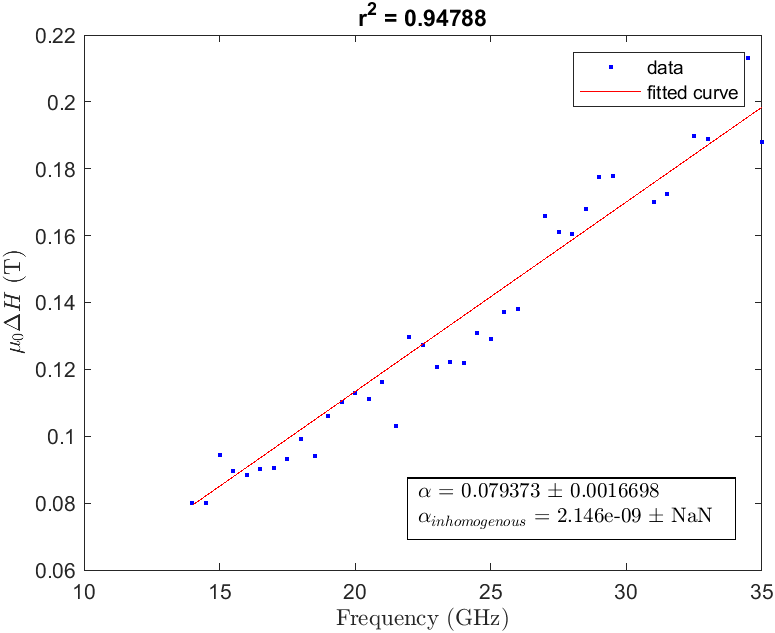 r² = 0.94788
0.22
0.2
0.18
0.16
0.14
0.12
0.1
0.08
0.06
μ₀ΔH (T)
data
fitted curve
α = 0.079373 ± 0.0016698
α_inhomogenous = 2.146e-09 ± NaN
10 15 20 25 30 35
Frequency (GHz)